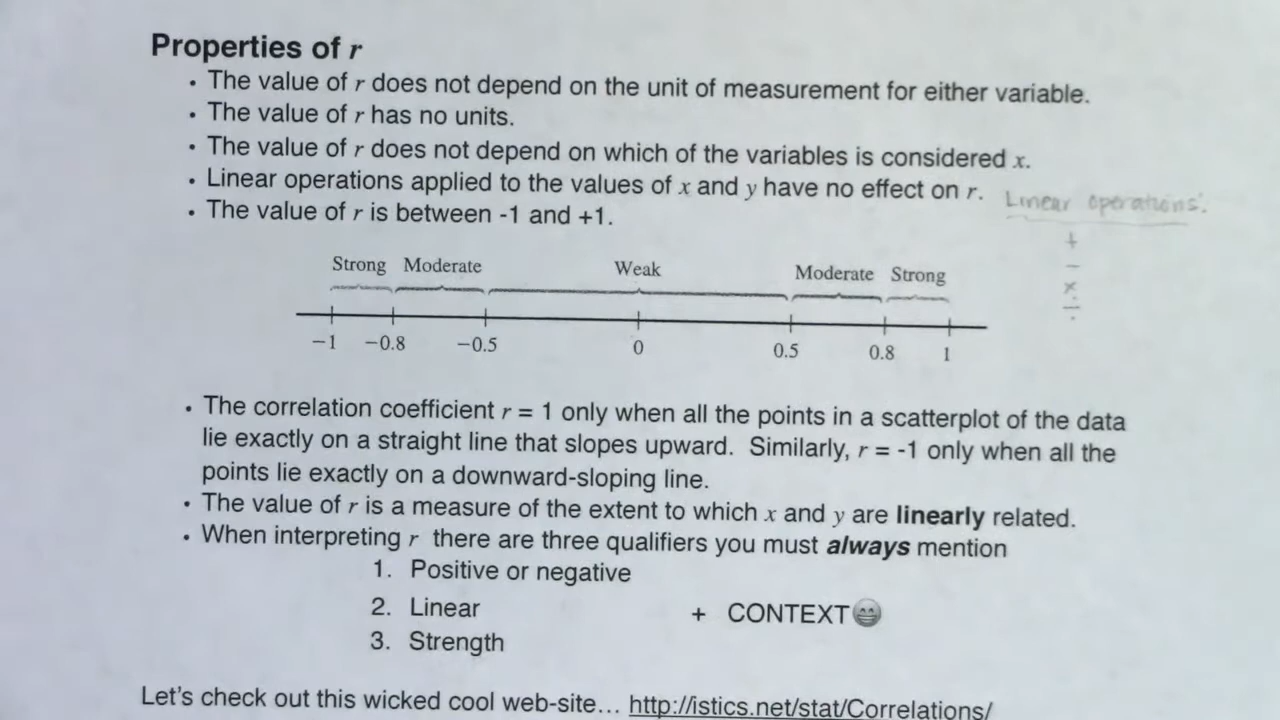 Properties of r
• The value of r does not depend on the unit of measurement for either variable.
• The value of r has no units.
• The value of r does not depend on which of the variables is considered x.
• Linear operations applied to the values of x and y have no effect on r.
Linear operations:
• The value of r is between -1 and +1.
+
−
×
÷
Strong Moderate Weak Moderate Strong
−1 −0.8 −0.5 0 0.5 0.8 1
• The correlation coefficient r = 1 only when all the points in a scatterplot of the data
lie exactly on a straight line that slopes upward. Similarly, r = -1 only when all the
points lie exactly on a downward-sloping line.
• The value of r is a measure of the extent to which x and y are linearly related.
• When interpreting r there are three qualifiers you must always mention
1. Positive or negative
2. Linear + CONTEXT😁
3. Strength
Let's check out this wicked cool web-site... http://istics.net/stat/Correlations/